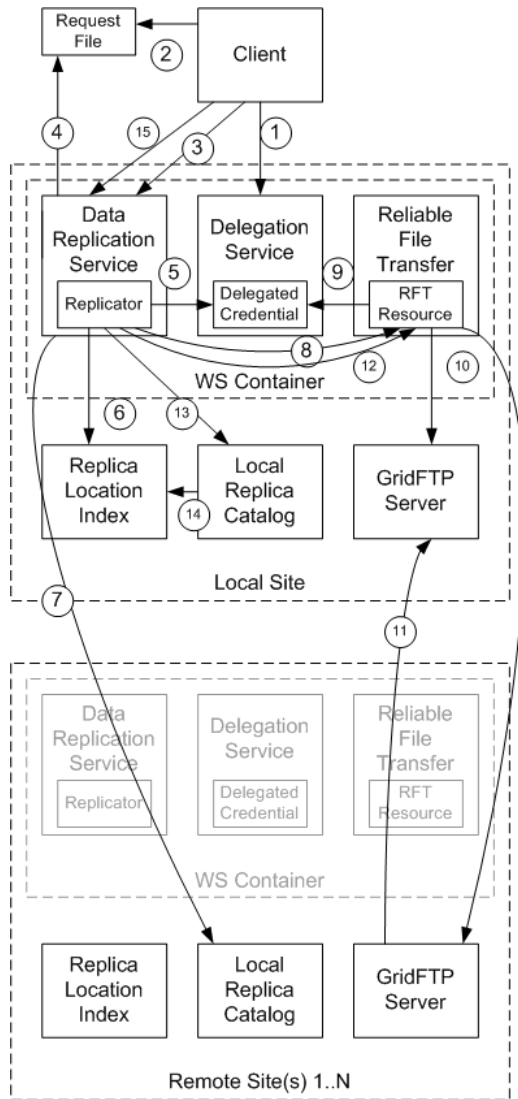 Request
File
2
Client
4
15
3
1
Data
Replication
Service
Delegation
Service
Reliable
File
Transfer
5
9
Replicator
Delegated
Credential
RFT
Resource
8
12
10
WS Container
6
13
Replica
Location
Index
14
Local
Replica
Catalog
GridFTP
Server
Local Site
7
11
Data
Replication
Service
Delegation
Service
Reliable
File
Transfer
Replicator
Delegated
Credential
RFT
Resource
WS Container
Replica
Location
Index
Local
Replica
Catalog
GridFTP
Server
Remote Site(s) 1..N